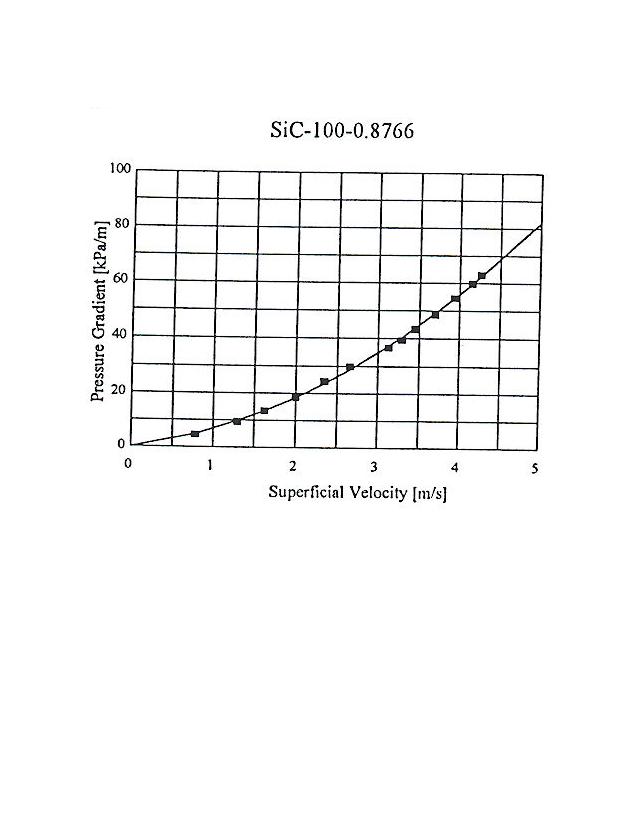 SiC-100-0.8766
100
80
60
40
20
0
Pressure Gradient [kPa/m]
0 1 2 3 4 5
Superficial Velocity [m/s]